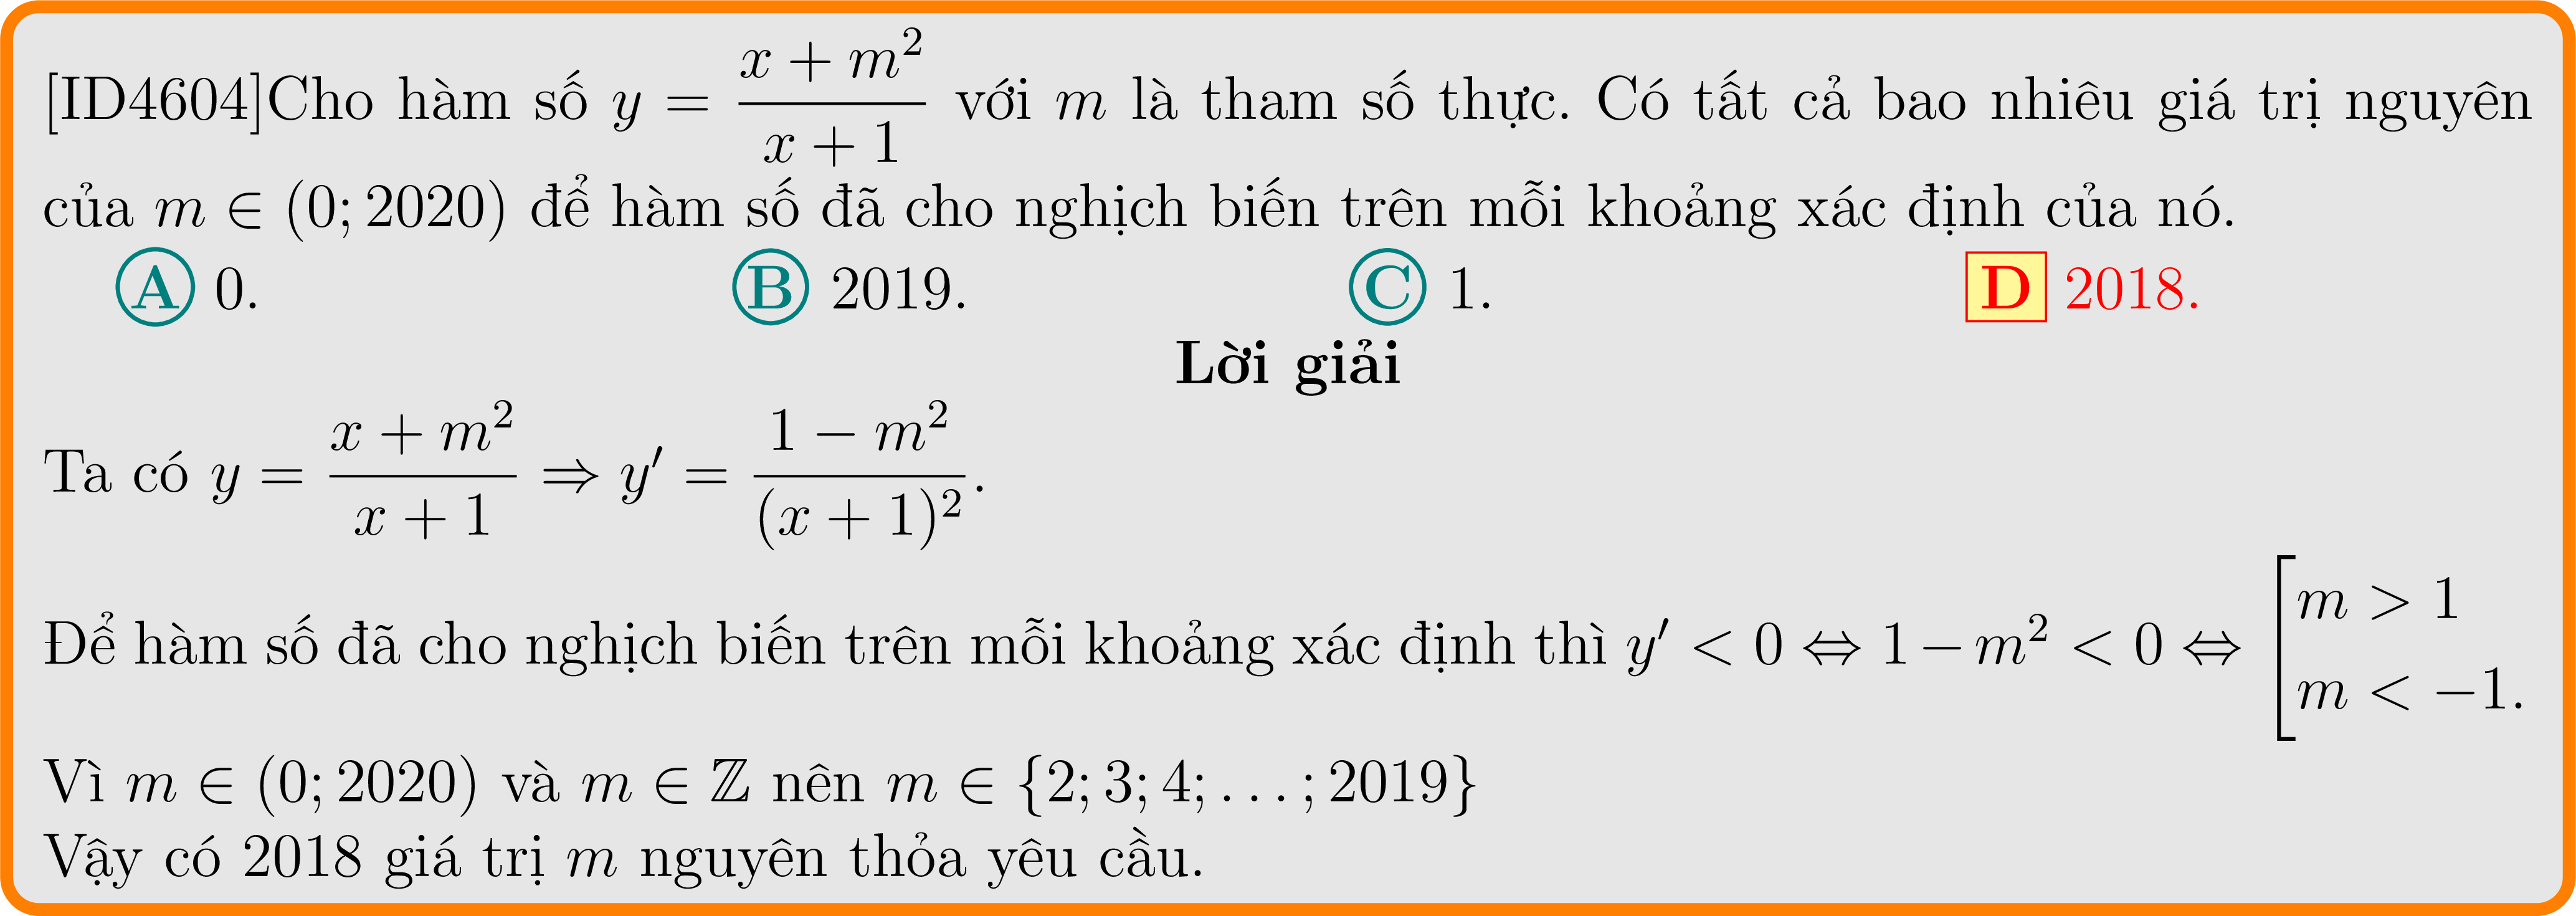 [ID4604]Cho hàm số $y = \dfrac{x + m^2}{x + 1}$ với $m$ là tham số thực. Có tất cả bao nhiêu giá trị nguyên
của $m \in (0; 2020)$ để hàm số đã cho nghịch biến trên mỗi khoảng xác định của nó.
A 0. B 2019. C 1. D 2018.
Lời giải
Ta có $y = \dfrac{x + m^2}{x + 1} \Rightarrow y' = \dfrac{1 - m^2}{(x + 1)^2}$.
Để hàm số đã cho nghịch biến trên mỗi khoảng xác định thì $y' < 0 \Leftrightarrow 1 - m^2 < 0 \Leftrightarrow \left[\begin{array}{l} m > 1 \\ m < -1. \end{array}\right.$
Vì $m \in (0; 2020)$ và $m \in \mathbb{Z}$ nên $m \in \{2; 3; 4; \ldots; 2019\}$
Vậy có 2018 giá trị $m$ nguyên thỏa yêu cầu.